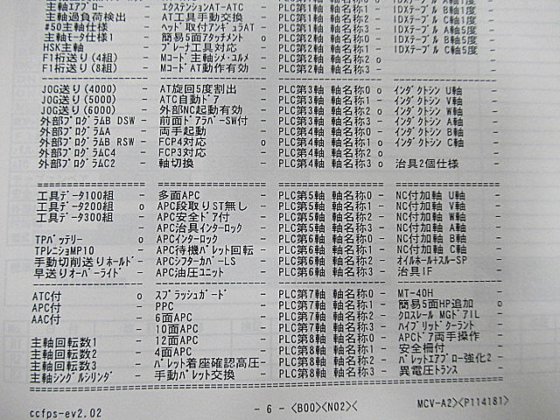 主軸エアブロー - エクステンションAT-ATC - PLC第1軸 IDXテーブル
主軸過負荷検出 - AT工具手動交換 - PLC第1軸 軸名称 IDXテーブル B軸5度
#50主軸仕様 - ヘッド取付アンギュラAT - PLC第2軸 軸名称0 IDXテーブル C軸1度
主軸モータ仕様1 - 簡易5面アタッチメント o PLC第2軸 軸名称1 IDXテーブル C軸5度
HSK主軸 - プレーナ工具対応 - PLC第2軸 軸名称2 o
F1桁送り(4組) - Mコード主軸シメ・ユルメ - PLC第2軸 軸名称3
F1桁送り(8組) - MコードAT動作有効 -
JOG送り(4000) - AT旋回5度割出 - PLC第3軸 軸名称0 - インダクトシン U軸 -
JOG送り(5000) - ATC自動ドア - PLC第3軸 軸名称1 - インダクトシン V軸 -
JOG送り(6000) - 外部NC起動有効 - PLC第3軸 軸名称2 o インダクトシン W軸 -
外部プログラムB DSW - 前面ドアラバーSW付 - PLC第3軸 軸名称3 - インダクトシン A軸 -
外部プログラムA - 両手起動 - PLC第4軸 軸名称0 o インダクトシン B軸 -
外部プログラムB RSW - FCP4対応 o PLC第4軸 軸名称1 - インダクトシン C軸 -
外部プログラムC4 - FCP3対応 - PLC第4軸 軸名称2 o
外部プログラムC2 - 軸切換 - PLC第4軸 軸名称3 - 治具2個仕様 -
工具データ100組 - 多面APC - PLC第5軸 軸名称0 - NC付加軸 U軸 -
工具データ200組 o APC段取りST無し - PLC第5軸 軸名称1 - NC付加軸 V軸 -
工具データ300組 - APC安全ドア付 - PLC第5軸 軸名称2 - NC付加軸 W軸 -
APC治具インターロック - PLC第5軸 軸名称3 - NC付加軸 A軸 -
TPバッテリー o APCインターロック - PLC第6軸 軸名称0 - NC付加軸 B軸 -
TPレニショMP10 - APC待機パレット回転 - PLC第6軸 軸名称1 - NC付加軸 C軸 -
手動切削送りホールド - APCシフターカバーLS - PLC第6軸 軸名称2 - オイルホール+スルーSP -
早送りオーバーライド - APC油圧ユニット - PLC第6軸 軸名称3 - 治具IF -
ATC付 o スプラッシュガード - PLC第7軸 軸名称0 - MT-40H -
APC付 - PPC - PLC第7軸 軸名称1 - 簡易5面HP追加 o
AAC付 - 6面APC - PLC第7軸 軸名称2 - クロスレール MGドアIL -
10面APC - PLC第7軸 軸名称3 - ハイブリッドクーラント -
主軸回転数1 - 12面APC - PLC第8軸 軸名称0 - APCドア両手操作 -
主軸回転数2 - 4面APC - PLC第8軸 軸名称1 - 安全柵付 -
主軸回転数3 - パレット着座確認高圧 - PLC第8軸 軸名称2 - パレットエアブロー強化2 -
主軸シングルシリンダ - 手動パレット交換 - PLC第8軸 軸名称3 - 異電圧トランス -
ccfps-ev2.02 - 6 - <B00><N02>< MCV-A2><P114181>